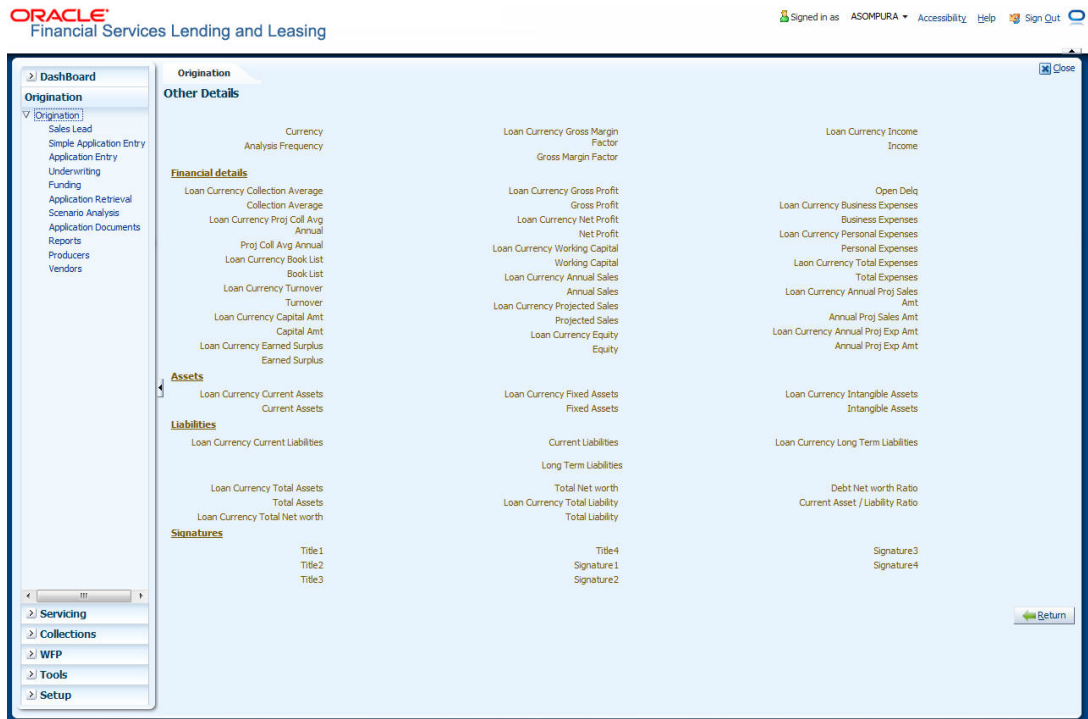 ORACLE
Financial Services Lending and Leasing
Signed in as ASOMPURA Accessibility Help Sign Out
DashBoard
Origination
Origination
Sales Lead
Simple Application Entry
Application Entry
Underwriting
Funding
Application Retrieval
Scenario Analysis
Application Documents
Reports
Producers
Vendors
Servicing
Collections
WFP
Tools
Setup
Origination
Close
Other Details
Currency
Analysis Frequency
Loan Currency Gross Margin
Factor
Gross Margin Factor
Loan Currency Income
Income
Financial details
Loan Currency Collection Average
Collection Average
Loan Currency Proj Coll Avg
Annual
Proj Coll Avg Annual
Loan Currency Book List
Book List
Loan Currency Turnover
Turnover
Loan Currency Capital Amt
Capital Amt
Loan Currency Earned Surplus
Earned Surplus
Loan Currency Gross Profit
Gross Profit
Loan Currency Net Profit
Net Profit
Loan Currency Working Capital
Working Capital
Loan Currency Annual Sales
Annual Sales
Loan Currency Projected Sales
Projected Sales
Loan Currency Equity
Equity
Open Delq
Loan Currency Business Expenses
Business Expenses
Loan Currency Personal Expenses
Personal Expenses
Laon Currency Total Expenses
Total Expenses
Loan Currency Annual Proj Sales
Amt
Annual Proj Sales Amt
Loan Currency Annual Proj Exp Amt
Annual Proj Exp Amt
Assets
Loan Currency Current Assets
Current Assets
Loan Currency Fixed Assets
Fixed Assets
Loan Currency Intangible Assets
Intangible Assets
Liabilities
Loan Currency Current Liabilities
Current Liabilities
Loan Currency Long Term Liabilities
Long Term Liabilities
Loan Currency Total Assets
Total Assets
Loan Currency Total Net worth
Total Net worth
Loan Currency Total Liability
Total Liability
Debt Net worth Ratio
Current Asset / Liability Ratio
Signatures
Title1
Title2
Title3
Title4
Signature1
Signature2
Signature3
Signature4
Return